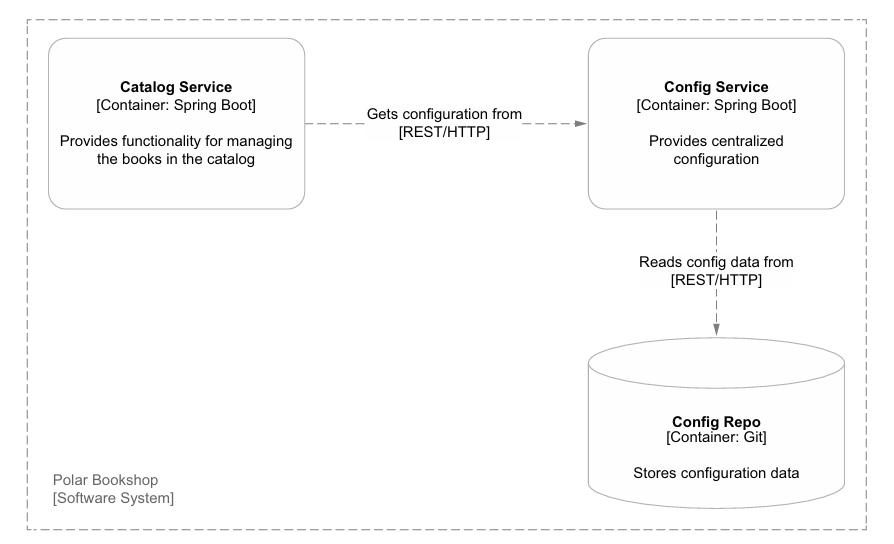 Catalog Service
[Container: Spring Boot]
Provides functionality for managing
the books in the catalog
Gets configuration from
[REST/HTTP]
Config Service
[Container: Spring Boot]
Provides centralized
configuration
Reads config data from
[REST/HTTP]
Config Repo
[Container: Git]
Stores configuration data
Polar Bookshop
[Software System]